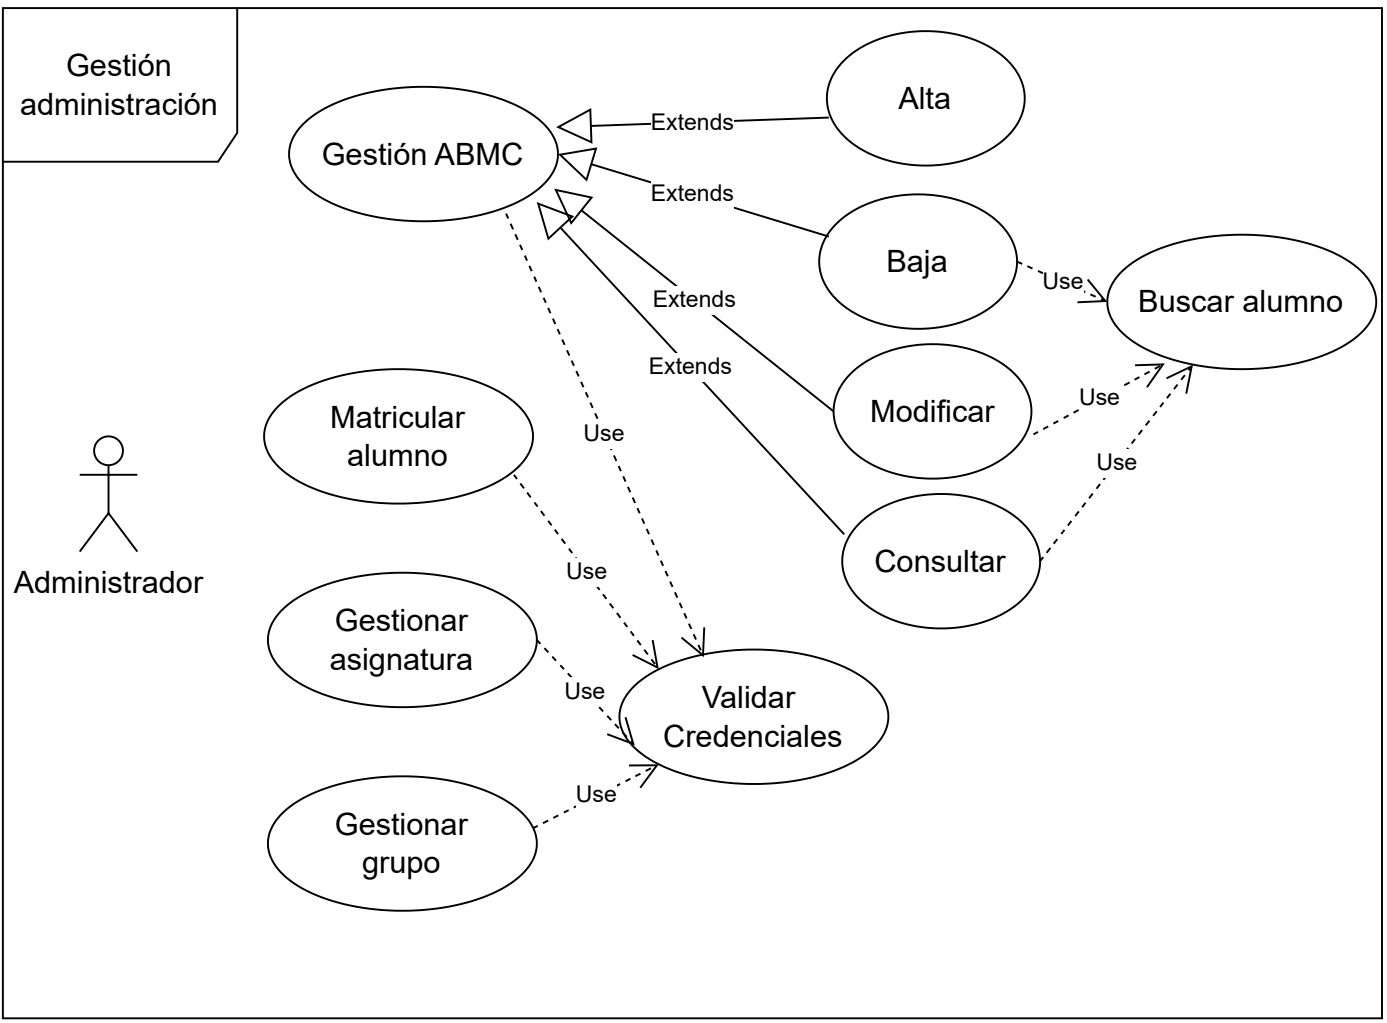 Gestión
administración
Gestión ABMC
Extends
Alta
Extends
Baja
Use
Buscar alumno
Extends
Extends
Modificar
Use
Matricular
alumno
Use
Use
Consultar
Administrador
Use
Gestionar
asignatura
Use
Validar
Credenciales
Use
Gestionar
grupo